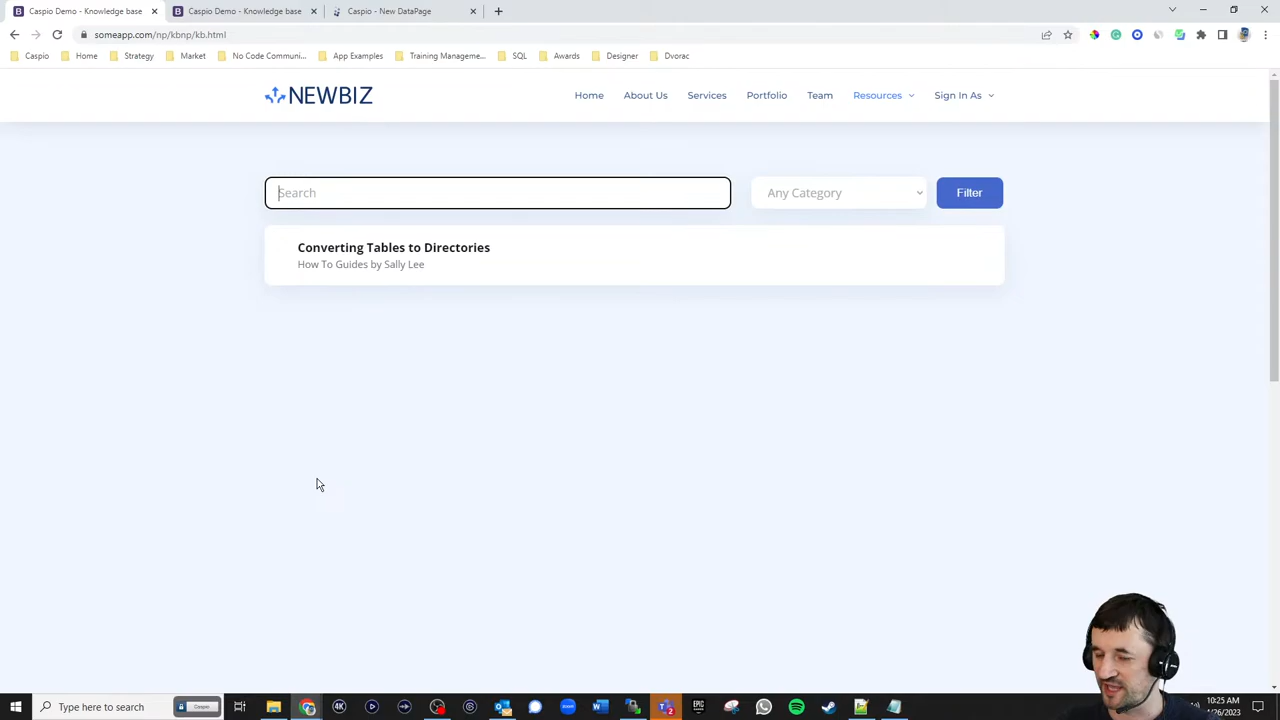 Caspio Demo - Knowledge base
Caspio Demo - Knowledge base
Caspio - New DataPage
someapp.com/np/kbnp/kb.html
Caspio
Home
Strategy
Market
No Code Communi...
App Examples
Training Manageme...
SQL
Awards
Designer
Dvorac
NEWBIZ
Home
About Us
Services
Portfolio
Team
Resources
Sign In As
Search
Any Category
Filter
Converting Tables to Directories
How To Guides by Sally Lee
Type here to search
10:25 AM
4/26/2023